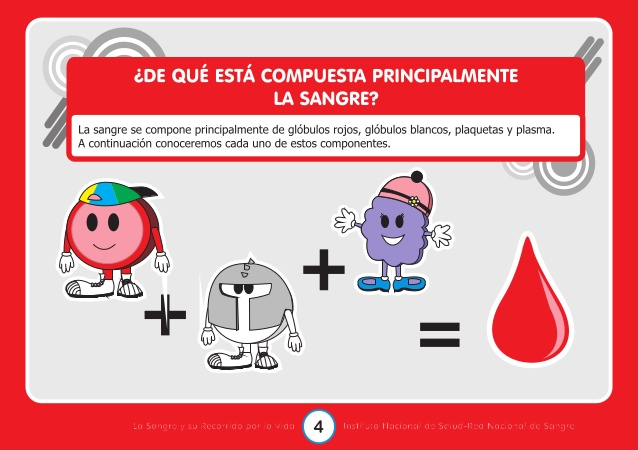 ¿DE QUÉ ESTÁ COMPUESTA PRINCIPALMENTE
LA SANGRE?
La sangre se compone principalmente de glóbulos rojos, glóbulos blancos, plaquetas y plasma.
A continuación conoceremos cada uno de estos componentes.
La Sangre y su Recorrido por la Vida 4 Instituto Nacional de Salud-Red Nacional de Sangre